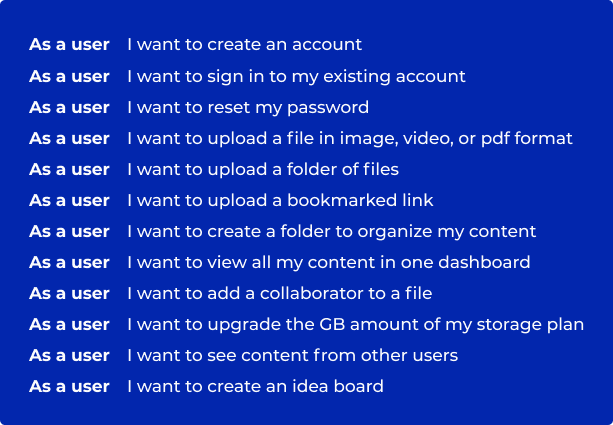 As a user I want to create an account
As a user I want to sign in to my existing account
As a user I want to reset my password
As a user I want to upload a file in image, video, or pdf format
As a user I want to upload a folder of files
As a user I want to upload a bookmarked link
As a user I want to create a folder to organize my content
As a user I want to view all my content in one dashboard
As a user I want to add a collaborator to a file
As a user I want to upgrade the GB amount of my storage plan
As a user I want to see content from other users
As a user I want to create an idea board